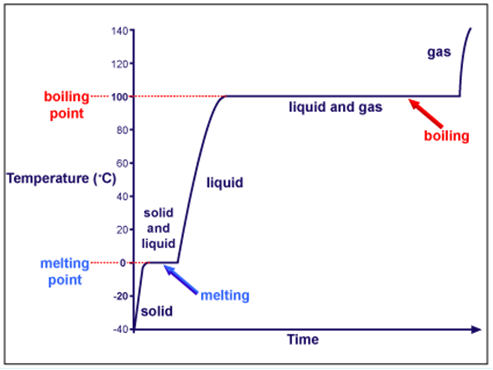 140
120
gas
boiling
point
100
liquid and gas
boiling
80
60
Temperature (°C)
liquid
40
solid
and
liquid
20
melting
point
0
melting
-20
solid
-40
Time